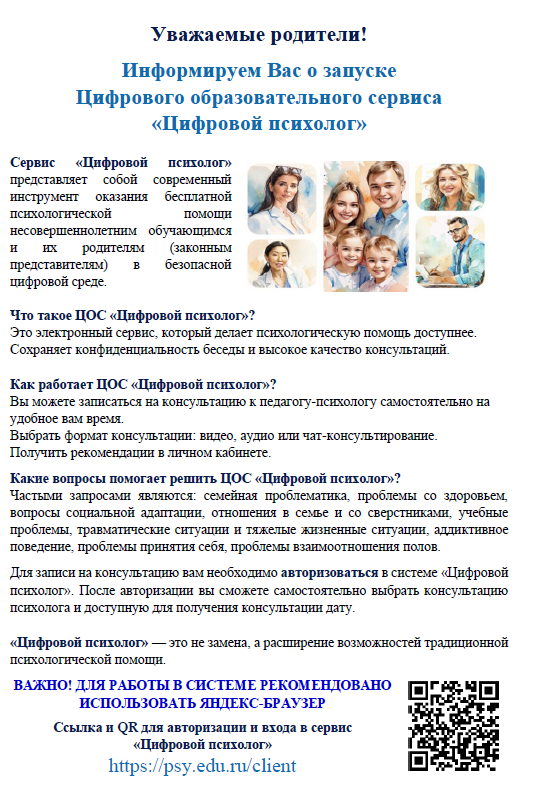 Уважаемые родители!
Информируем Вас о запуске
Цифрового образовательного сервиса
«Цифровой психолог»
Сервис «Цифровой психолог»
представляет собой современный
инструмент оказания бесплатной
психологической помощи
несовершеннолетним обучающимся
и их родителям (законным
представителям) в безопасной
цифровой среде.
Что такое ЦОС «Цифровой психолог»?
Это электронный сервис, который делает психологическую помощь доступнее.
Сохраняет конфиденциальность беседы и высокое качество консультаций.
Как работает ЦОС «Цифровой психолог»?
Вы можете записаться на консультацию к педагогу-психологу самостоятельно на
удобное вам время.
Выбрать формат консультации: видео, аудио или чат-консультирование.
Получить рекомендации в личном кабинете.
Какие вопросы помогает решить ЦОС «Цифровой психолог»?
Частыми запросами являются: семейная проблематика, проблемы со здоровьем,
вопросы социальной адаптации, отношения в семье и со сверстниками, учебные
проблемы, травматические ситуации и тяжелые жизненные ситуации, аддиктивное
поведение, проблемы принятия себя, проблемы взаимоотношения полов.
Для записи на консультацию вам необходимо авторизоваться в системе «Цифровой
психолог». После авторизации вы сможете самостоятельно выбрать консультацию
психолога и доступную для получения консультации дату.
«Цифровой психолог» — это не замена, а расширение возможностей традиционной
психологической помощи.
ВАЖНО! ДЛЯ РАБОТЫ В СИСТЕМЕ РЕКОМЕНДОВАНО
ИСПОЛЬЗОВАТЬ ЯНДЕКС-БРАУЗЕР
Ссылка и QR для авторизации и входа в сервис
«Цифровой психолог»
https://psy.edu.ru/client